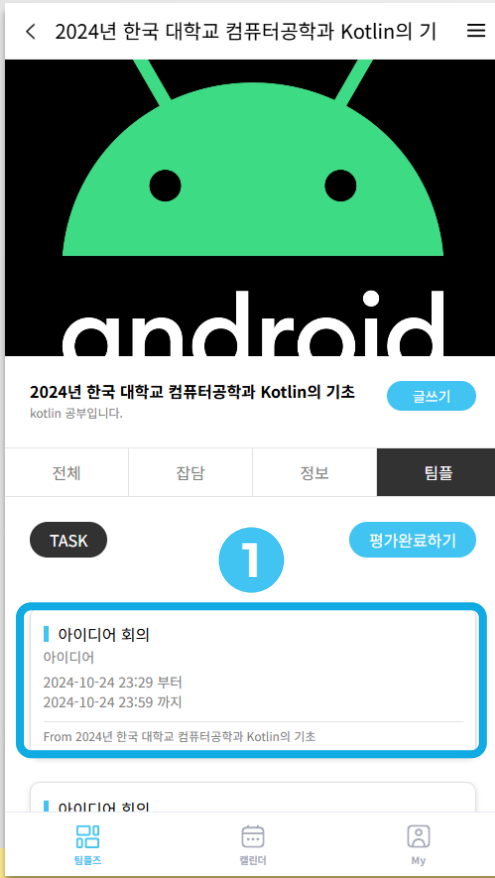 2024년 한국 대학교 컴퓨터공학과 Kotlin의 기
android
2024년 한국 대학교 컴퓨터공학과 Kotlin의 기초
글쓰기
kotlin 공부입니다.
전체 잡담 정보 팀플
TASK
평가완료하기
1
아이디어 회의
아이디어
2024-10-24 23:29 부터
2024-10-24 23:59 까지
From 2024년 한국 대학교 컴퓨터공학과 Kotlin의 기초
아이디어 회의
팀플즈 캘린더 My